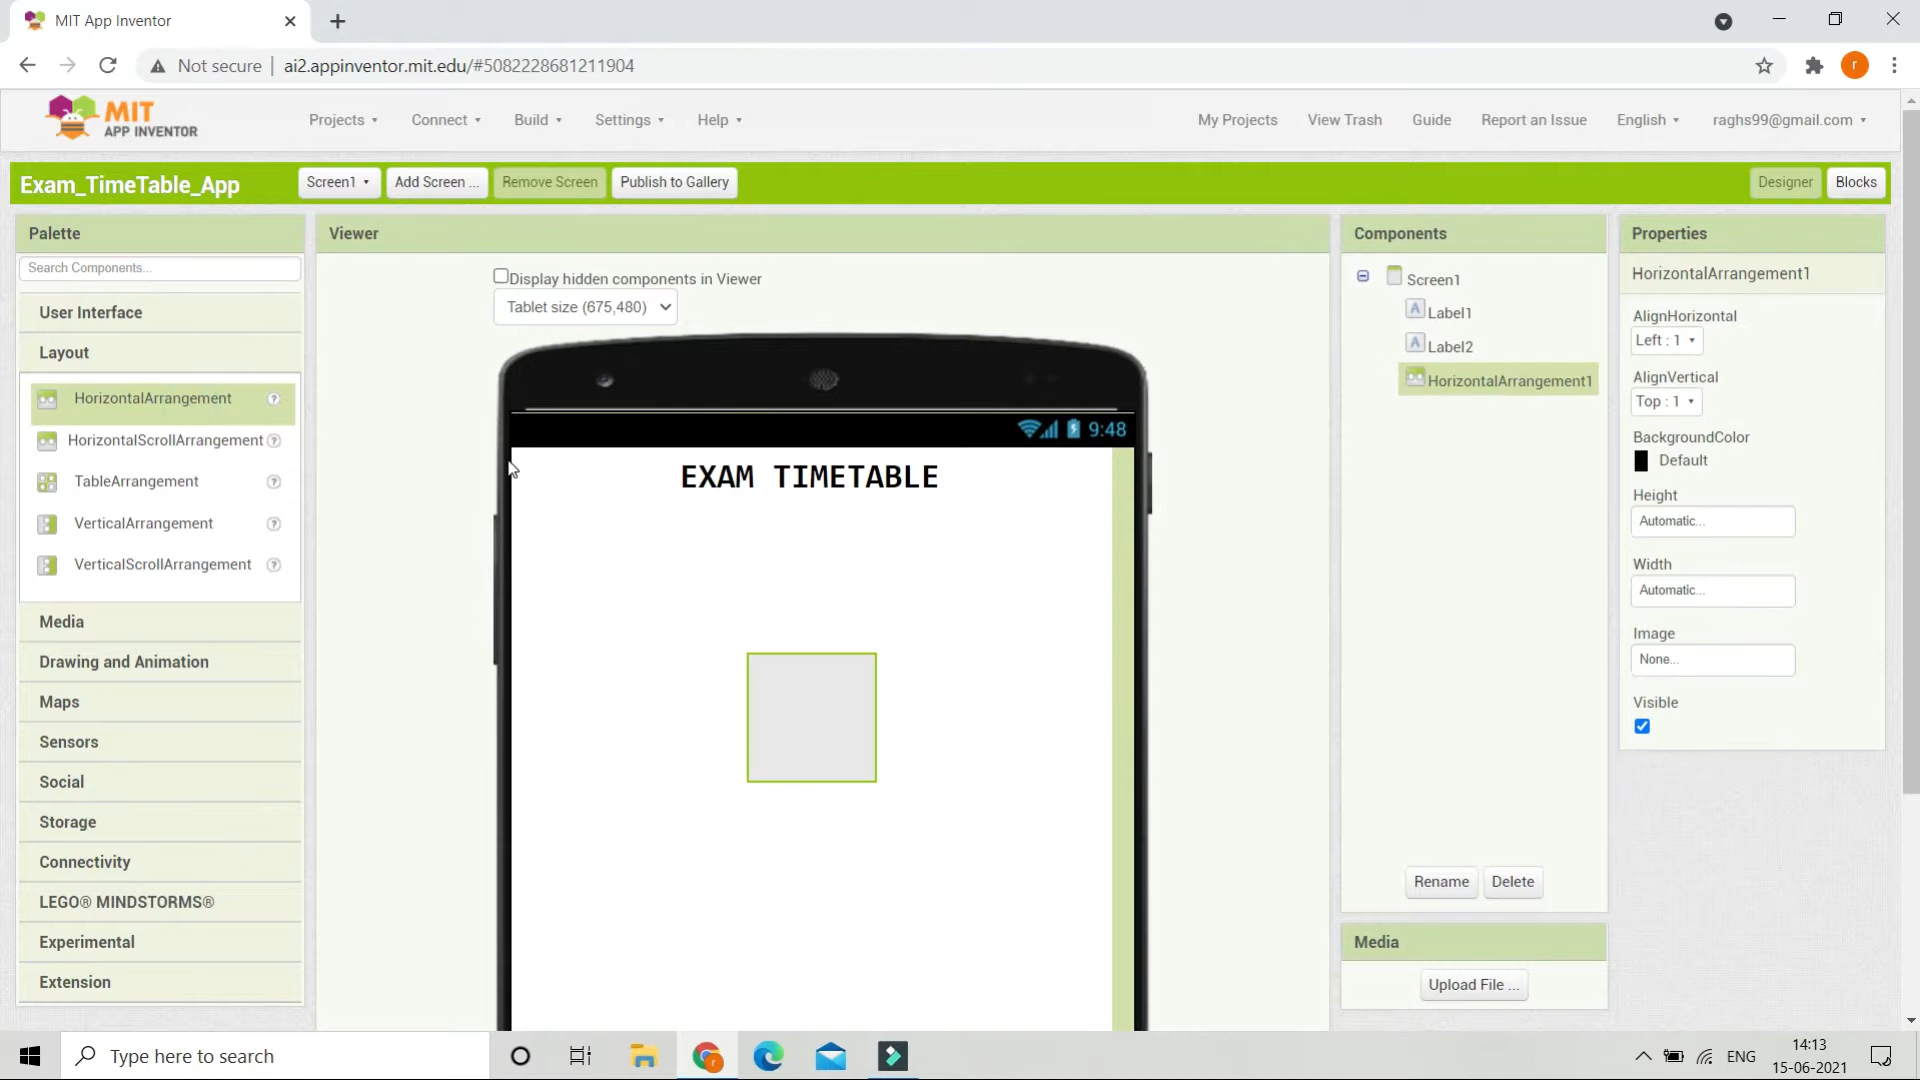 MIT App Inventor
Not secure ai2.appinventor.mit.edu/#5082228681211904
r
MIT
APP INVENTOR
Projects Connect Build Settings Help My Projects View Trash Guide Report an Issue English raghs99@gmail.com
Exam_TimeTable_App Screen1 Add Screen ... Remove Screen Publish to Gallery Designer Blocks
Palette
Search Components...
User Interface
Layout
HorizontalArrangement
HorizontalScrollArrangement
TableArrangement
VerticalArrangement
VerticalScrollArrangement
Media
Drawing and Animation
Maps
Sensors
Social
Storage
Connectivity
LEGO® MINDSTORMS®
Experimental
Extension
Viewer
Display hidden components in Viewer
Tablet size (675,480)
9:48
EXAM TIMETABLE
Components
Screen1
A Label1
A Label2
HorizontalArrangement1
Rename Delete
Media
Upload File ...
Properties
HorizontalArrangement1
AlignHorizontal
Left : 1
AlignVertical
Top : 1
BackgroundColor
Default
Height
Automatic...
Width
Automatic...
Image
None...
Visible
Type here to search
ENG
14:13
15-06-2021